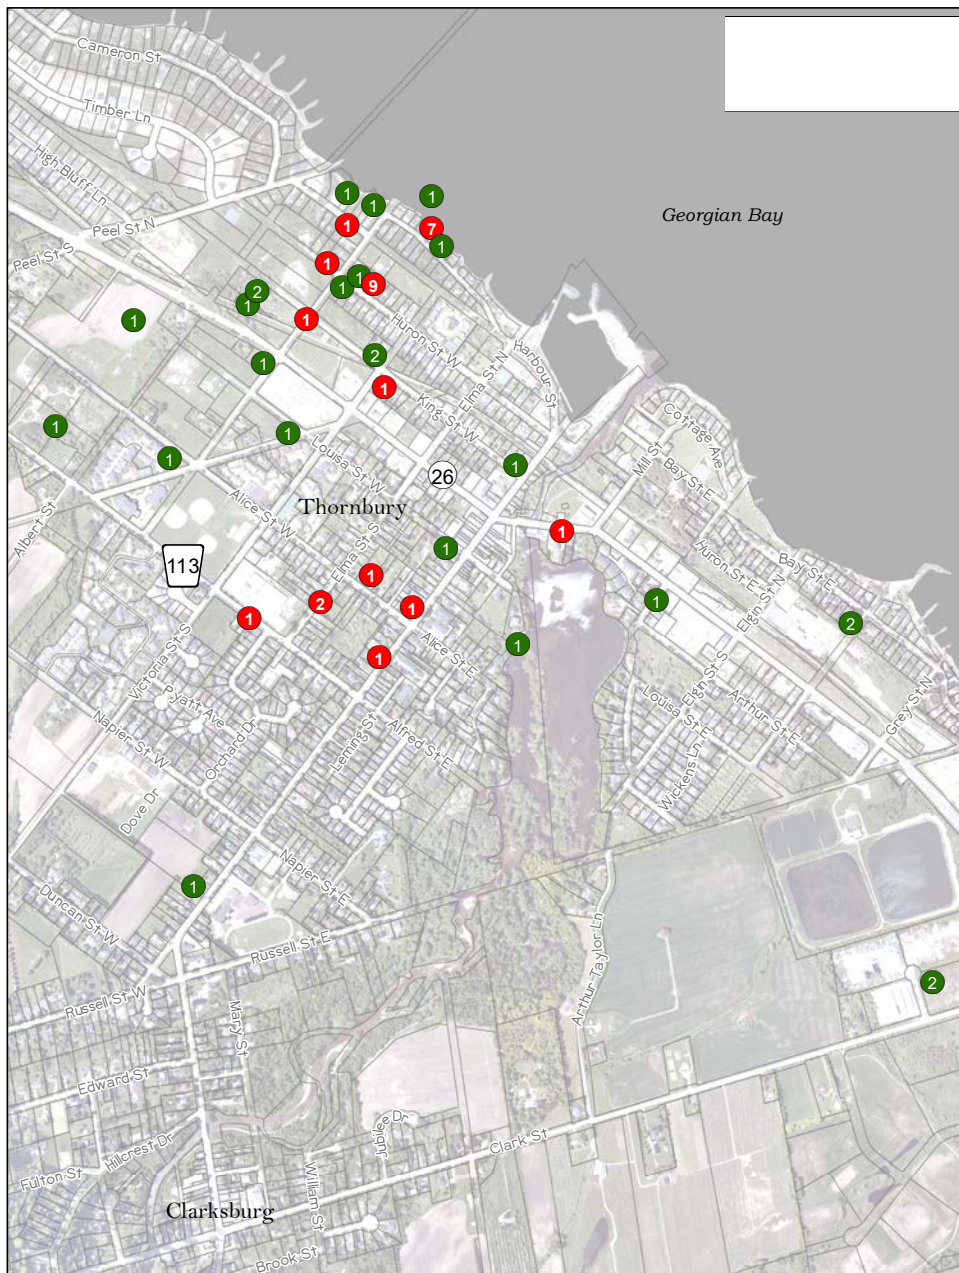 Cameron St
Timber Ln
High Bluff Ln
Peel St N
Peel St S
1
1
1
Georgian Bay
1
7
1
1
1
1
9
2
1
1
1
Huron St W
Harbour St
Elma St N
1
2
1
King St W
Cottage Ave
1
1
1
Louisa St W
Mill St
Bay St E
1
26
Alice St W
Thornbury
Albert St
1
Elma St S
1
113
Huron St E
Bay St E
1
2
1
1
1
Elgin St N
2
Alice St E
1
1
Victoria St S
Elgin St S
Pyatt Ave
Louisa St E
Arthur St E
Grey St N
Napier St W
Orchard Dr
Leming St
Alfred St E
Wickens Ln
Dove Dr
Napier St E
1
Duncan St W
Russell St E
Arthur Taylor Ln
2
Russell St W
Mary St
Edward St
Jubilee Dr
Hillcrest Dr
Clark St
Fulton St
William St
Clarksburg
Brook St